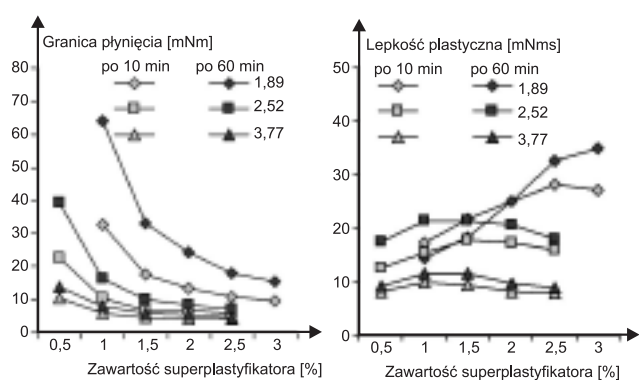 Granica płynięcia [mNm]
po 10 min po 60 min
1,89
2,52
3,77
80
70
60
50
40
30
20
10
0
0,5 1 1,5 2 2,5 3
Zawartość superplastyfikatora [%]
Lepkość plastyczna [mNms]
po 10 min po 60 min
1,89
2,52
3,77
50
40
30
20
10
0
0,5 1 1,5 2 2,5 3
Zawartość superplastyfikatora [%]